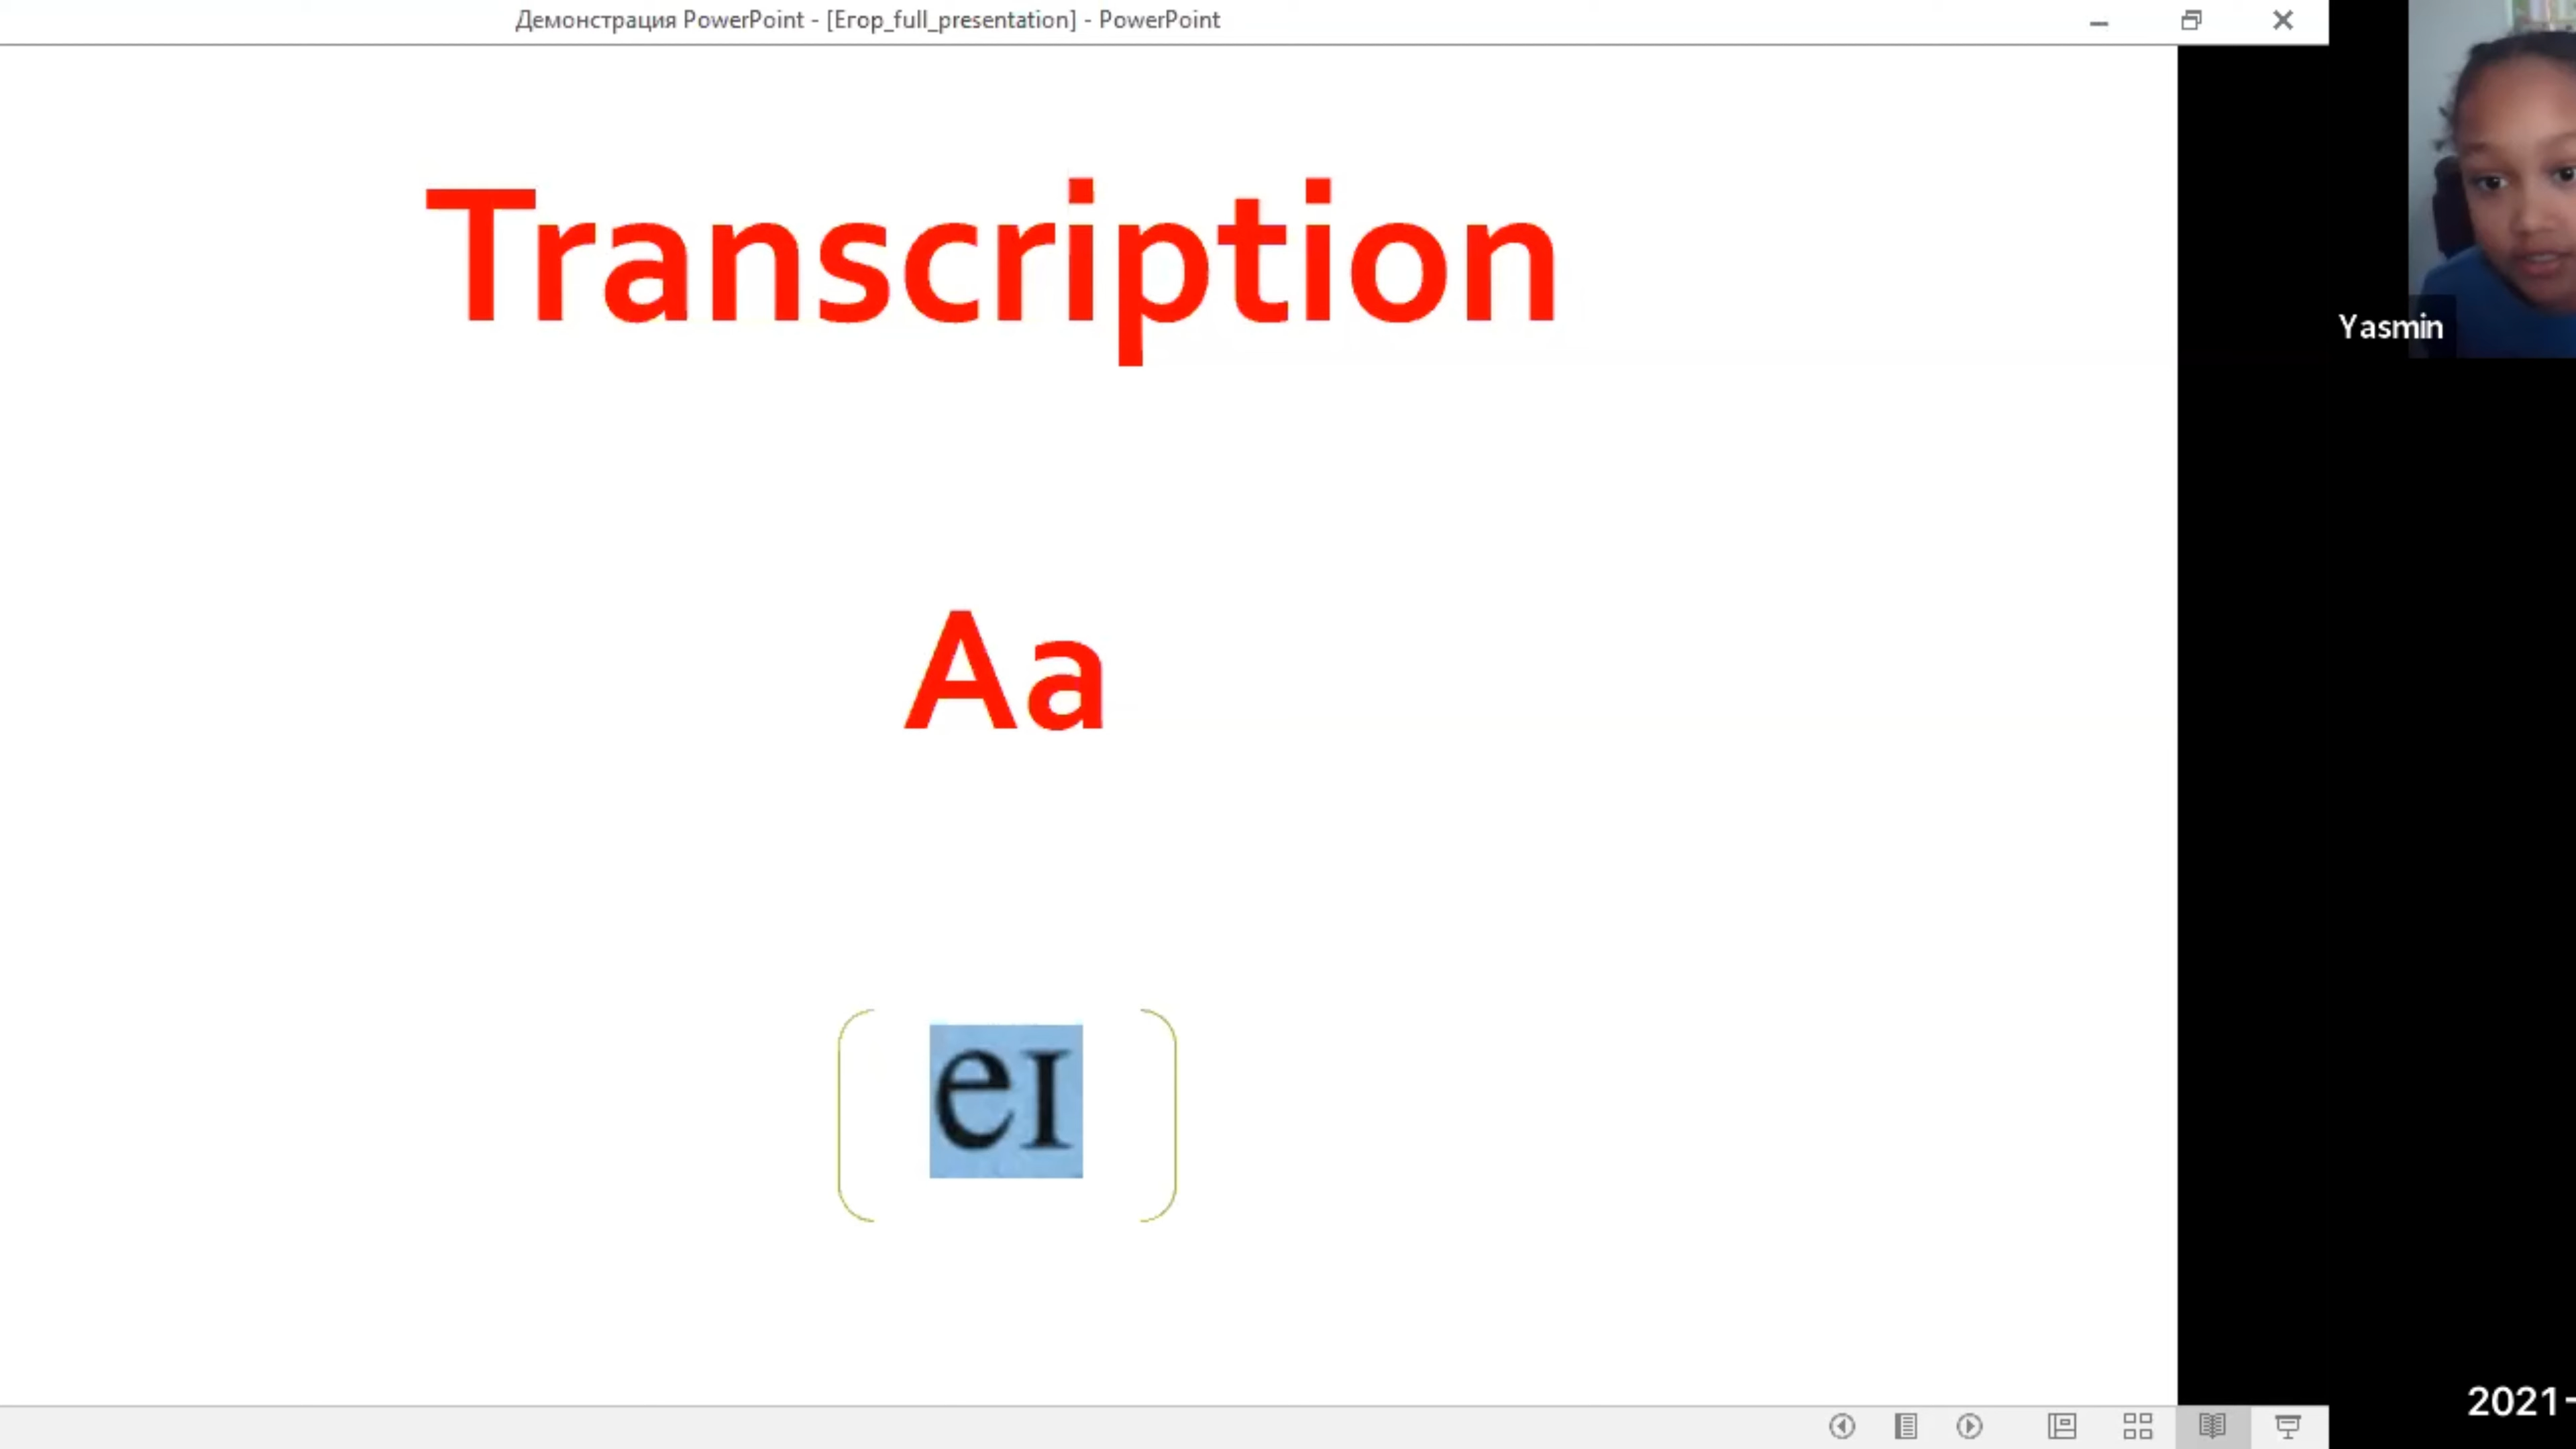 Демонстрация PowerPoint - [Егор_full_presentation] - PowerPoint
Transcription
Yasmin
Aa
eɪ
2021-